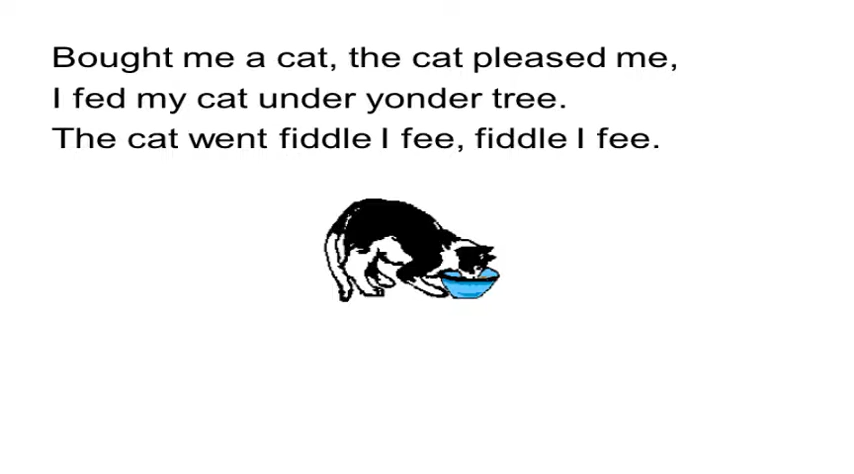 Bought me a cat, the cat pleased me,
I fed my cat under yonder tree.
The cat went fiddle I fee, fiddle I fee.